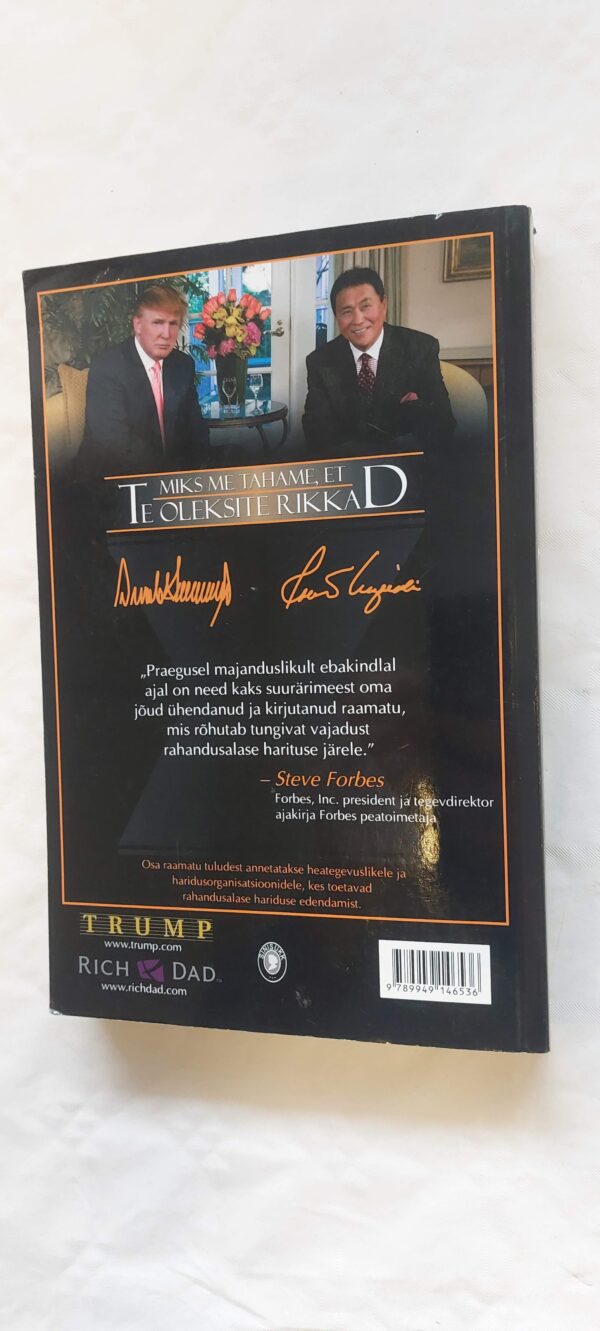 MIKS ME TAHAME, ET
TE OLEKSITE RIKKAD
„Praegusel majanduslikult ebakindlal
ajal on need kaks suurärimeest oma
jõud ühendanud ja kirjutanud raamatu,
mis rõhutab tungivat vajadust
rahandusalase harituse järele.”
– Steve Forbes
Forbes, Inc. president ja tegevdirektor
ajakirja Forbes peatoimetaja
Osa raamatu tuludest annetatakse heategevuslikele ja
haridusorganisatsioonidele, kes toetavad
rahandusalase hariduse edendamist.
TRUMP
www.trump.com
RICH DAD™
www.richdad.com
9 789949 146536